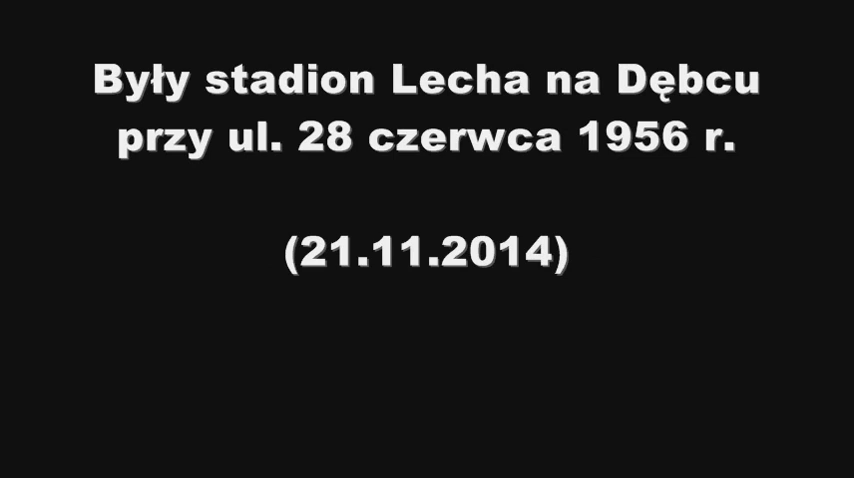 Były stadion Lecha na Dębcu
przy ul. 28 czerwca 1956 r.
(21.11.2014)